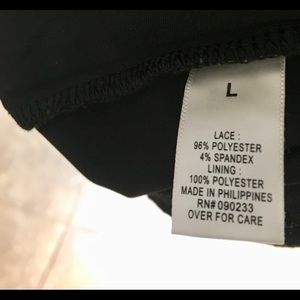 L
LACE :
96% POLYESTER
4% SPANDEX
LINING :
100% POLYESTER
MADE IN PHILIPPINES
RN# 090233
OVER FOR CARE